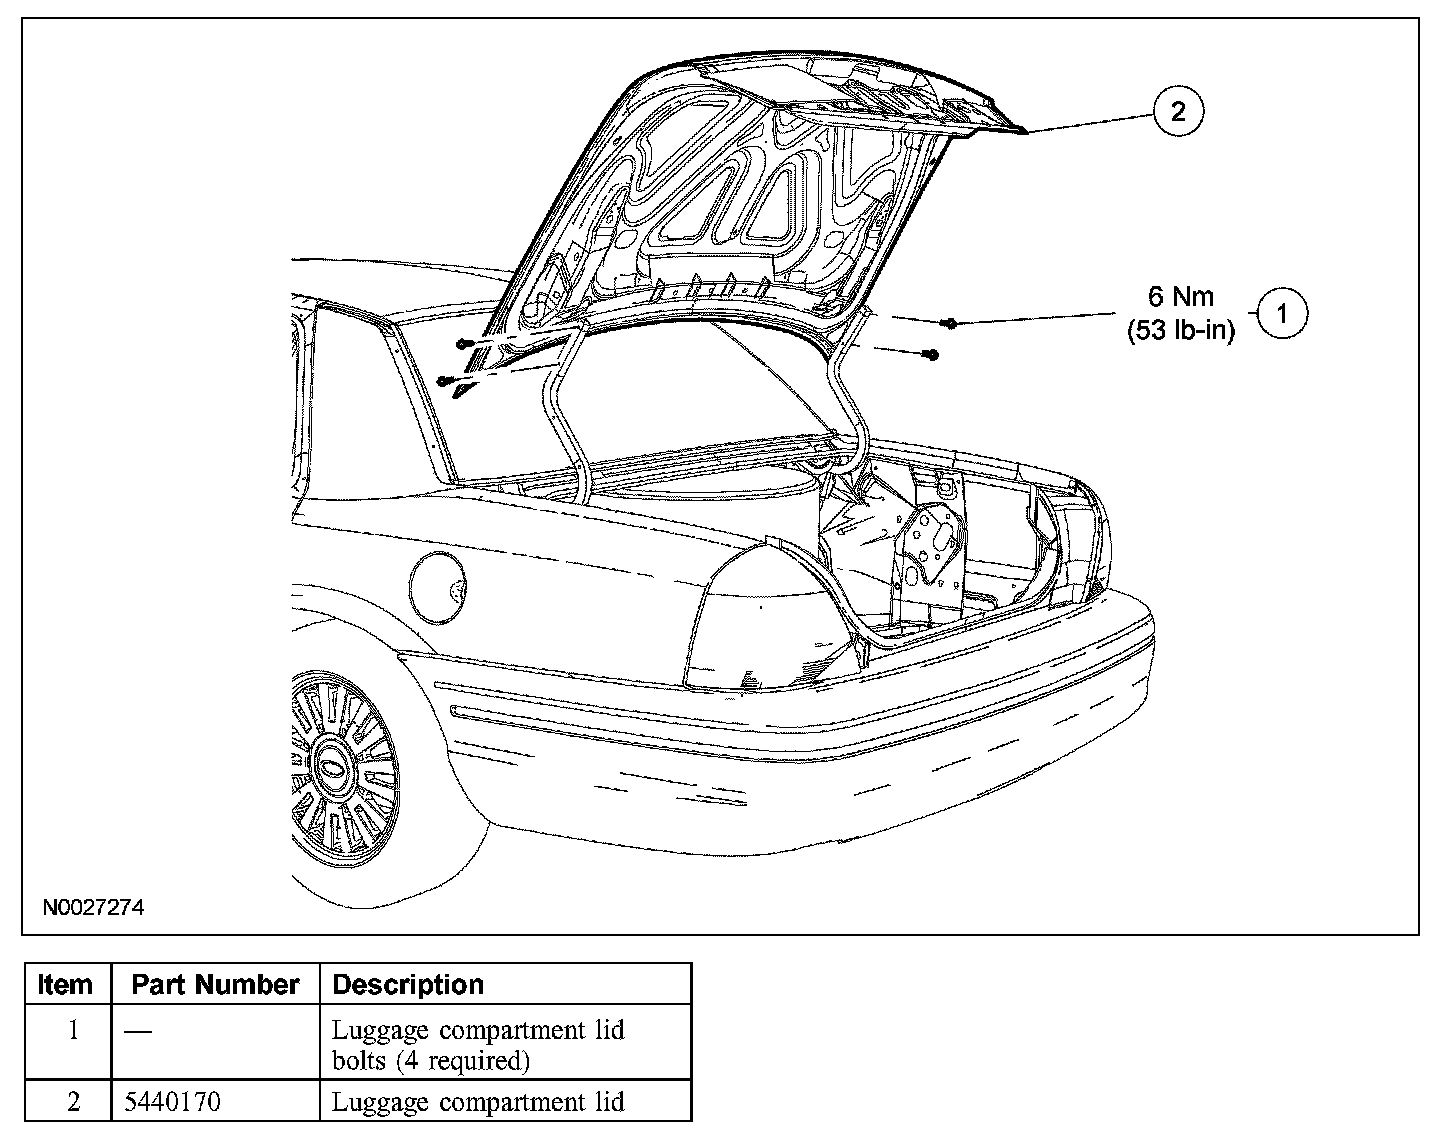 2
6 Nm
(53 lb-in)
1
N0027274
Item Part Number Description
1 — Luggage compartment lid
bolts (4 required)
2 5440170 Luggage compartment lid